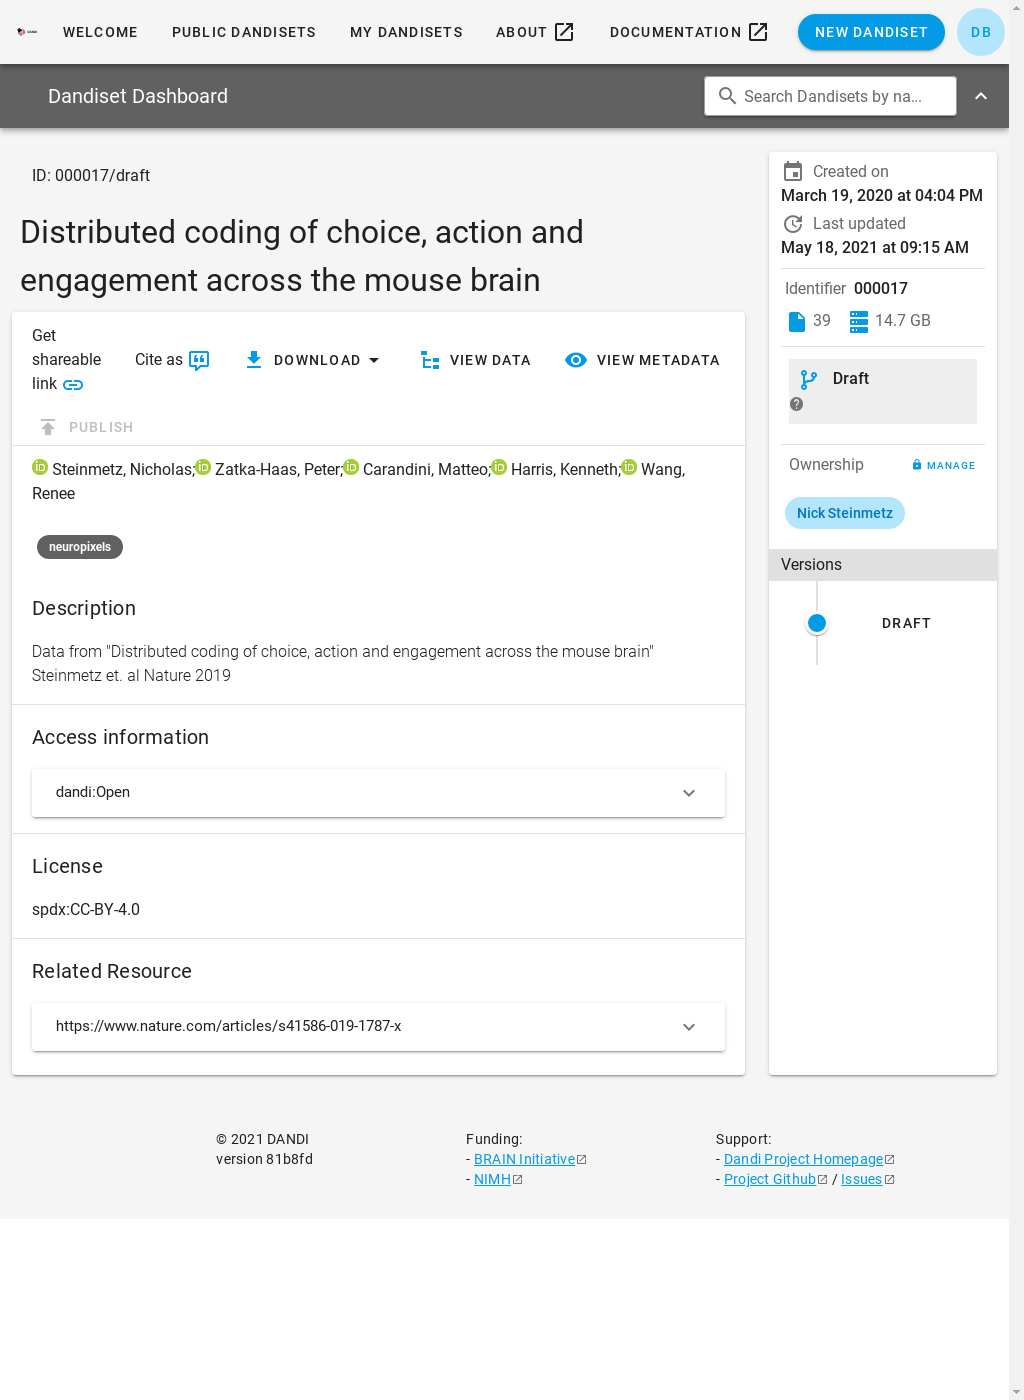 WELCOME PUBLIC DANDISETS MY DANDISETS ABOUT DOCUMENTATION NEW DANDISET DB
Dandiset Dashboard Search Dandisets by na...
ID: 000017/draft
Distributed coding of choice, action and
engagement across the mouse brain
Get
shareable
link
Cite as DOWNLOAD VIEW DATA VIEW METADATA
PUBLISH
Steinmetz, Nicholas; Zatka-Haas, Peter; Carandini, Matteo; Harris, Kenneth; Wang,
Renee
neuropixels
Description
Data from "Distributed coding of choice, action and engagement across the mouse brain"
Steinmetz et. al Nature 2019
Access information
dandi:Open
License
spdx:CC-BY-4.0
Related Resource
https://www.nature.com/articles/s41586-019-1787-x
Created on
March 19, 2020 at 04:04 PM
Last updated
May 18, 2021 at 09:15 AM
Identifier 000017
39 14.7 GB
Draft
Ownership MANAGE
Nick Steinmetz
Versions
DRAFT
© 2021 DANDI
version 81b8fd
Funding:
- BRAIN Initiative
- NIMH
Support:
- Dandi Project Homepage
- Project Github / Issues